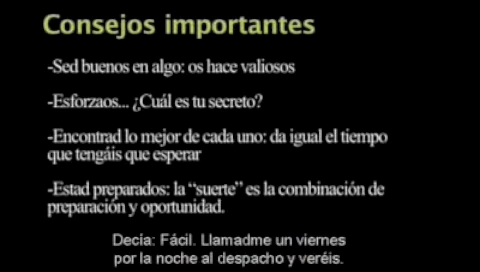 Consejos importantes
-Sed buenos en algo: os hace valiosos
-Esforzaos... ¿Cuál es tu secreto?
-Encontrad lo mejor de cada uno: da igual el tiempo
que tengáis que esperar
-Estad preparados: la “suerte” es la combinación de
preparación y oportunidad.
Decía: Fácil. Llamadme un viernes
por la noche al despacho y veréis.